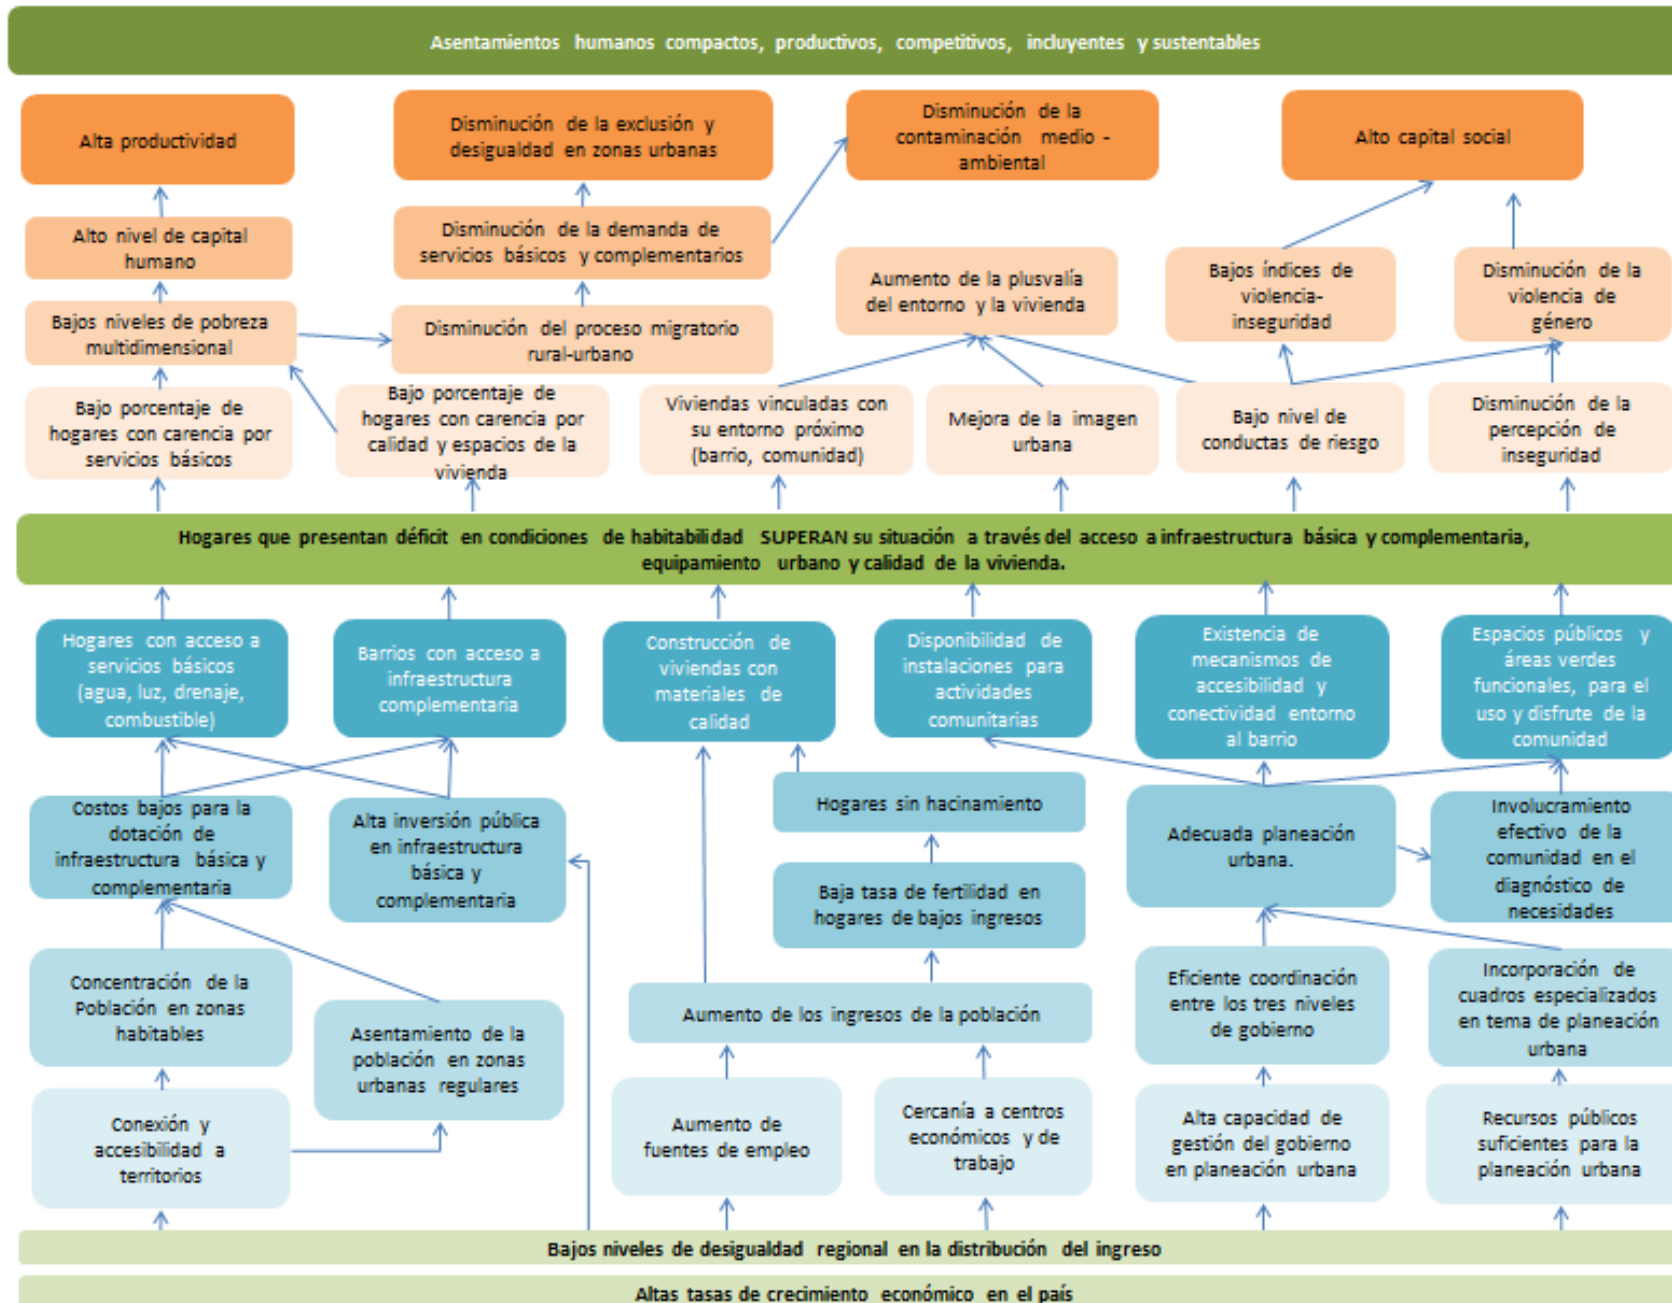 Asentamientos humanos compactos, productivos, competitivos, incluyentes y sustentables
Alta productividad
Disminución de la exclusión y
desigualdad en zonas urbanas
Disminución de la
contaminación medio -
ambiental
Alto capital social
Alto nivel de capital
humano
Disminución de la demanda de
servicios básicos y complementarios
Aumento de la plusvalía
del entorno y la vivienda
Bajos índices de
violencia-
inseguridad
Disminución de la
violencia de
género
Bajos niveles de pobreza
multidimensional
Disminución del proceso migratorio
rural-urbano
Bajo porcentaje de
hogares con carencia por
servicios básicos
Bajo porcentaje de
hogares con carencia por
calidad y espacios de la
vivienda
Viviendas vinculadas con
su entorno próximo
(barrio, comunidad)
Mejora de la imagen
urbana
Bajo nivel de
conductas de riesgo
Disminución de la
percepción de
inseguridad
Hogares que presentan déficit en condiciones de habitabilidad SUPERAN su situación a través del acceso a infraestructura básica y complementaria,
equipamiento urbano y calidad de la vivienda.
Hogares con acceso a
servicios básicos
(agua, luz, drenaje,
combustible)
Barrios con acceso a
infraestructura
complementaria
Construcción de
viviendas con
materiales de
calidad
Disponibilidad de
instalaciones para
actividades
comunitarias
Existencia de
mecanismos de
accesibilidad y
conectividad entorno
al barrio
Espacios públicos y
áreas verdes
funcionales, para el
uso y disfrute de la
comunidad
Costos bajos para la
dotación de
infraestructura básica y
complementaria
Alta inversión pública
en infraestructura
básica y
complementaria
Hogares sin hacinamiento
Adecuada planeación
urbana.
Involucramiento
efectivo de la
comunidad en el
diagnóstico de
necesidades
Baja tasa de fertilidad en
hogares de bajos ingresos
Concentración de la
Población en zonas
habitables
Asentamiento de la
población en zonas
urbanas regulares
Aumento de los ingresos de la población
Eficiente coordinación
entre los tres niveles
de gobierno
Incorporación de
cuadros especializados
en tema de planeación
urbana
Conexión y
accesibilidad a
territorios
Aumento de
fuentes de empleo
Cercanía a centros
económicos y de
trabajo
Alta capacidad de
gestión del gobierno
en planeación urbana
Recursos públicos
suficientes para la
planeación urbana
Bajos niveles de desigualdad regional en la distribución del ingreso
Altas tasas de crecimiento económico en el país